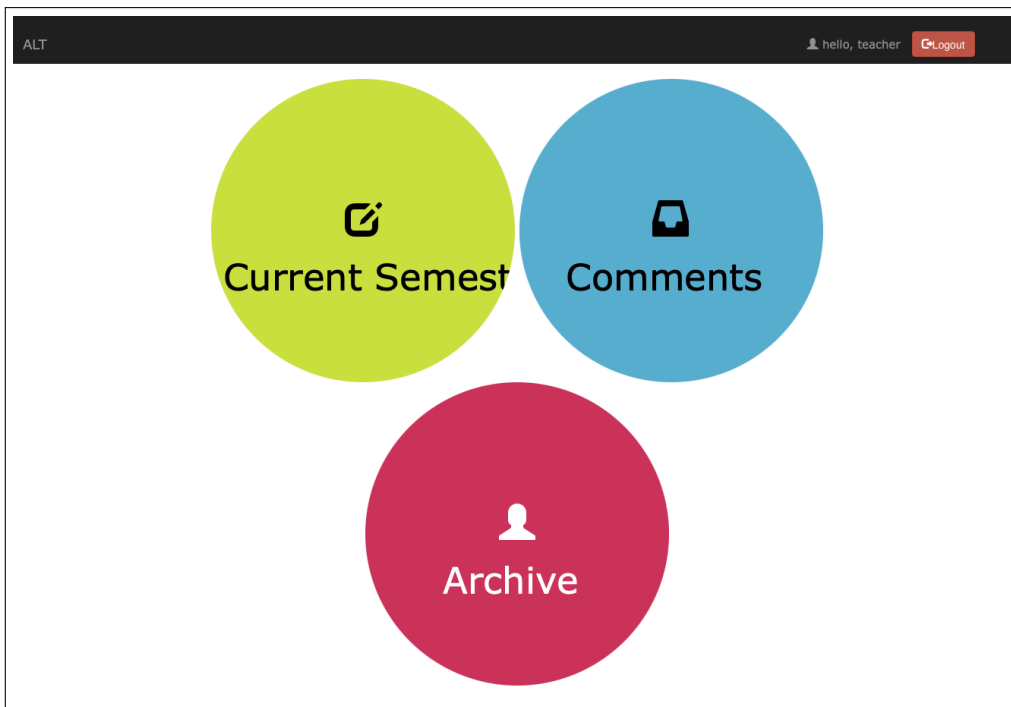 ALT
hello, teacher
Logout
Current Semest
Comments
Archive